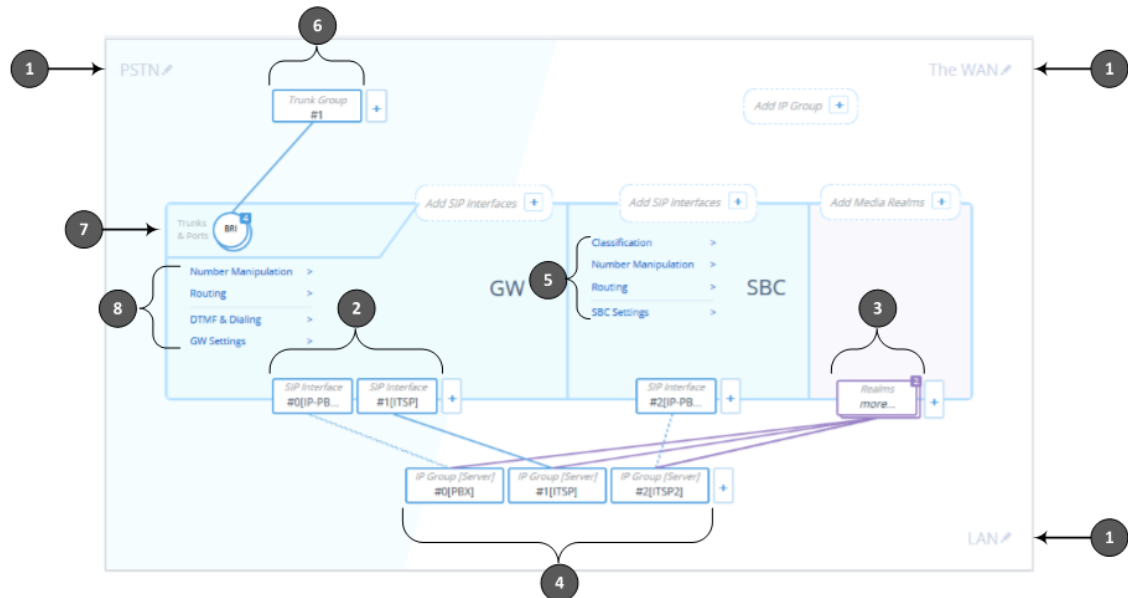 6
1
PSTN
The WAN
1
Trunk Group
#1
+
Add IP Group +
Add SIP Interfaces +
Add SIP Interfaces +
Add Media Realms +
7
Trunks
& Ports
BRI
4
8
Number Manipulation >
Routing >
DTMF & Dialing >
GW Settings >
GW
5
Classification >
Number Manipulation >
Routing >
SBC Settings >
SBC
2
3
SIP Interface
#0[IP-PB...
SIP Interface
#1[ITSP]
+
SIP Interface
#2[IP-PB...
+
Realms
more...
+
IP Group [Server]
#0[PBX]
IP Group [Server]
#1[ITSP]
IP Group [Server]
#2[ITSP2]
+
LAN
1
4